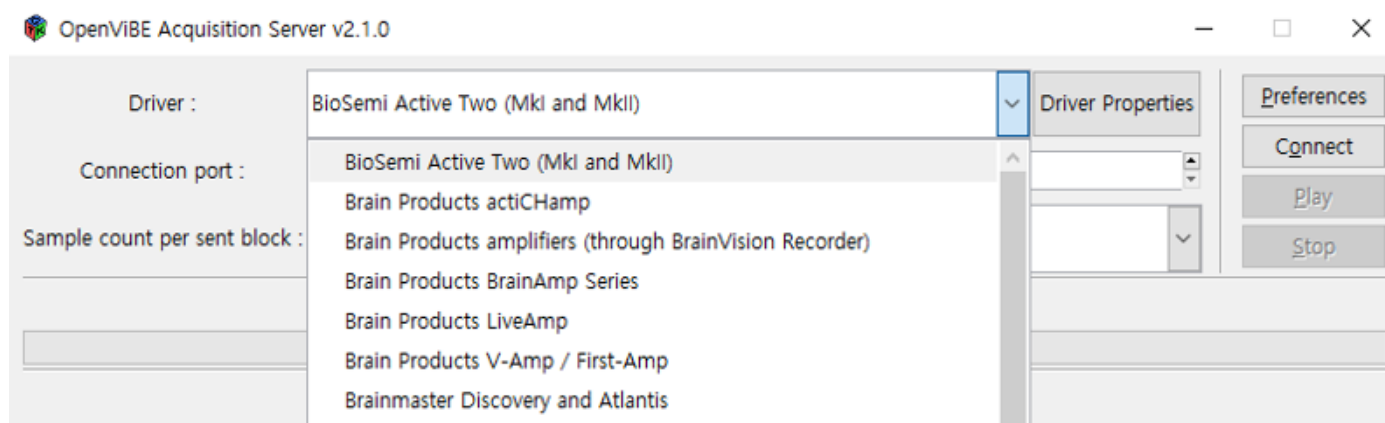 OpenViBE Acquisition Server v2.1.0
Driver :
BioSemi Active Two (MkI and MkII)
Driver Properties
Preferences
Connection port :
Connect
Sample count per sent block :
Play
Stop
BioSemi Active Two (MkI and MkII)
Brain Products actiCHamp
Brain Products amplifiers (through BrainVision Recorder)
Brain Products BrainAmp Series
Brain Products LiveAmp
Brain Products V-Amp / First-Amp
Brainmaster Discovery and Atlantis